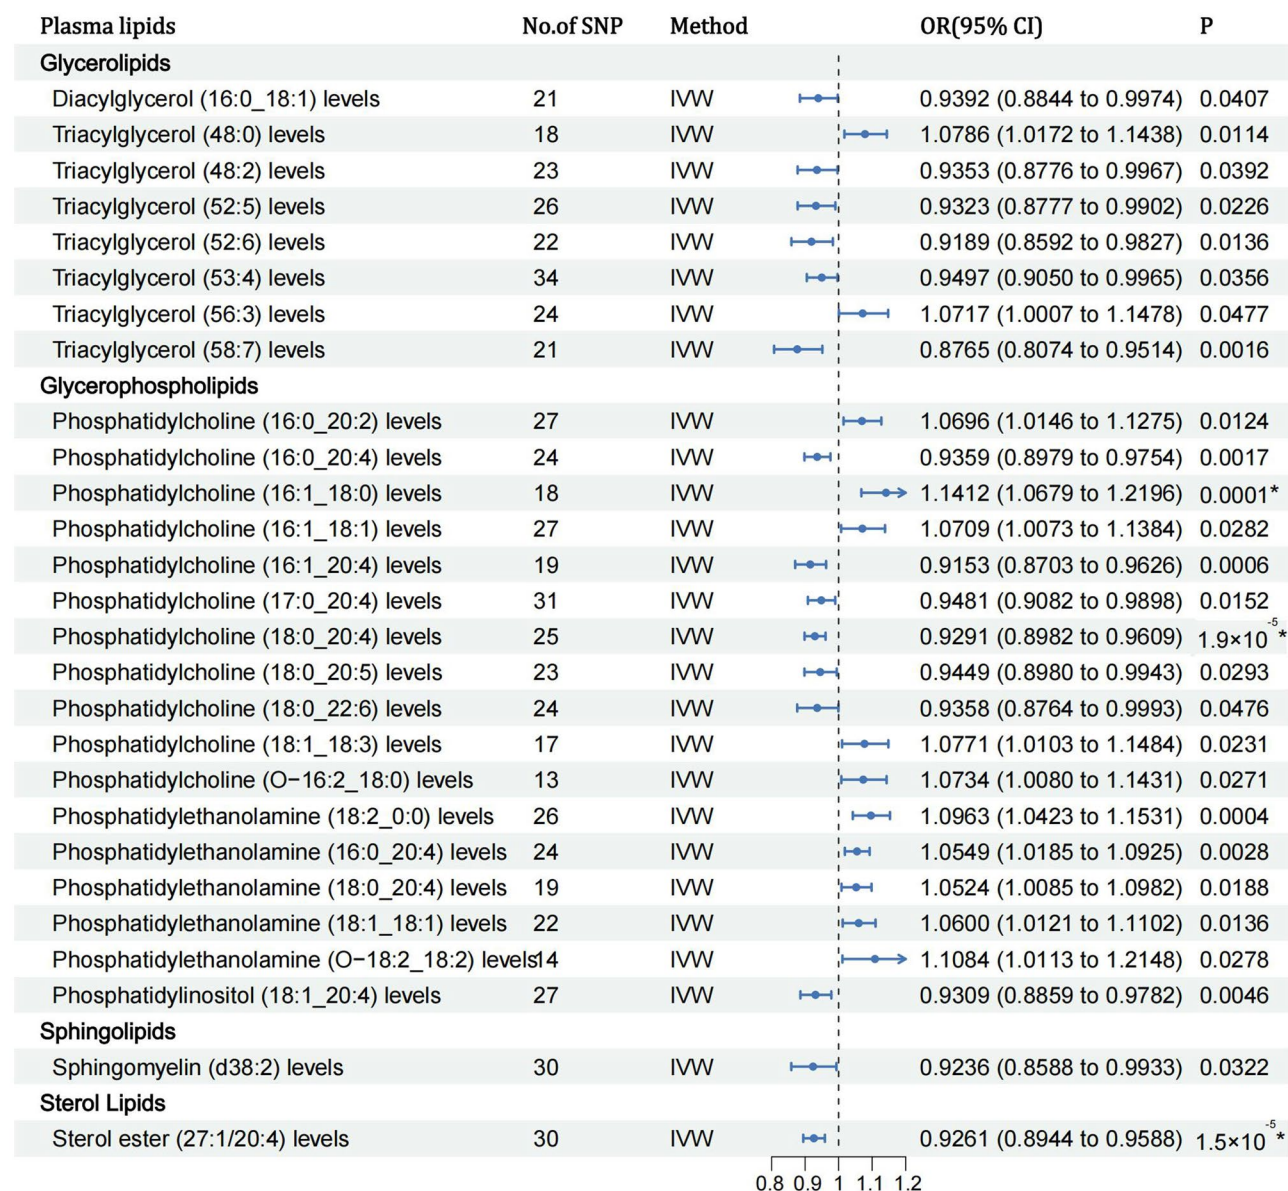 Plasma lipids No.of SNP Method OR(95% CI) P
Glycerolipids
Diacylglycerol (16:0_18:1) levels 21 IVW 0.9392 (0.8844 to 0.9974) 0.0407
Triacylglycerol (48:0) levels 18 IVW 1.0786 (1.0172 to 1.1438) 0.0114
Triacylglycerol (48:2) levels 23 IVW 0.9353 (0.8776 to 0.9967) 0.0392
Triacylglycerol (52:5) levels 26 IVW 0.9323 (0.8777 to 0.9902) 0.0226
Triacylglycerol (52:6) levels 22 IVW 0.9189 (0.8592 to 0.9827) 0.0136
Triacylglycerol (53:4) levels 34 IVW 0.9497 (0.9050 to 0.9965) 0.0356
Triacylglycerol (56:3) levels 24 IVW 1.0717 (1.0007 to 1.1478) 0.0477
Triacylglycerol (58:7) levels 21 IVW 0.8765 (0.8074 to 0.9514) 0.0016
Glycerophospholipids
Phosphatidylcholine (16:0_20:2) levels 27 IVW 1.0696 (1.0146 to 1.1275) 0.0124
Phosphatidylcholine (16:0_20:4) levels 24 IVW 0.9359 (0.8979 to 0.9754) 0.0017
Phosphatidylcholine (16:1_18:0) levels 18 IVW 1.1412 (1.0679 to 1.2196) 0.0001*
Phosphatidylcholine (16:1_18:1) levels 27 IVW 1.0709 (1.0073 to 1.1384) 0.0282
Phosphatidylcholine (16:1_20:4) levels 19 IVW 0.9153 (0.8703 to 0.9626) 0.0006
Phosphatidylcholine (17:0_20:4) levels 31 IVW 0.9481 (0.9082 to 0.9898) 0.0152
Phosphatidylcholine (18:0_20:4) levels 25 IVW 0.9291 (0.8982 to 0.9609) 1.9×10⁻⁵*
Phosphatidylcholine (18:0_20:5) levels 23 IVW 0.9449 (0.8980 to 0.9943) 0.0293
Phosphatidylcholine (18:0_22:6) levels 24 IVW 0.9358 (0.8764 to 0.9993) 0.0476
Phosphatidylcholine (18:1_18:3) levels 17 IVW 1.0771 (1.0103 to 1.1484) 0.0231
Phosphatidylcholine (O−16:2_18:0) levels 13 IVW 1.0734 (1.0080 to 1.1431) 0.0271
Phosphatidylethanolamine (18:2_0:0) levels 26 IVW 1.0963 (1.0423 to 1.1531) 0.0004
Phosphatidylethanolamine (16:0_20:4) levels 24 IVW 1.0549 (1.0185 to 1.0925) 0.0028
Phosphatidylethanolamine (18:0_20:4) levels 19 IVW 1.0524 (1.0085 to 1.0982) 0.0188
Phosphatidylethanolamine (18:1_18:1) levels 22 IVW 1.0600 (1.0121 to 1.1102) 0.0136
Phosphatidylethanolamine (O−18:2_18:2) levels 14 IVW 1.1084 (1.0113 to 1.2148) 0.0278
Phosphatidylinositol (18:1_20:4) levels 27 IVW 0.9309 (0.8859 to 0.9782) 0.0046
Sphingolipids
Sphingomyelin (d38:2) levels 30 IVW 0.9236 (0.8588 to 0.9933) 0.0322
Sterol Lipids
Sterol ester (27:1/20:4) levels 30 IVW 0.9261 (0.8944 to 0.9588) 1.5×10⁻⁵*
0.8 0.9 1 1.1 1.2